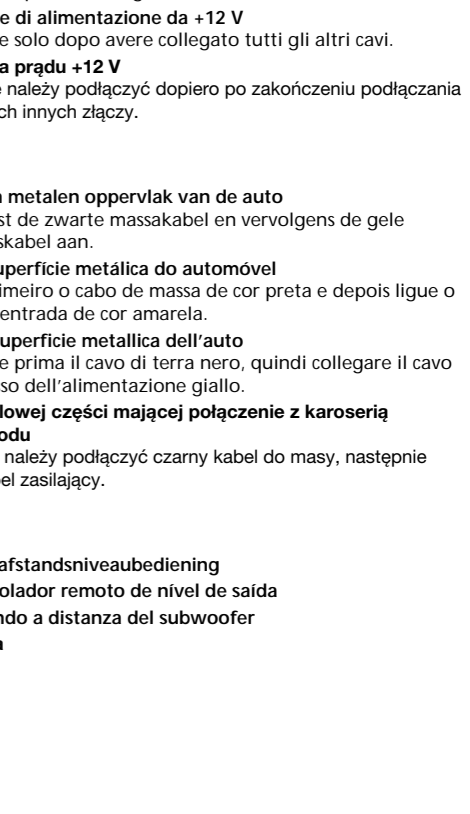 e di alimentazione da +12 V
e solo dopo avere collegato tutti gli altri cavi.
a prądu +12 V
należy podłączyć dopiero po zakończeniu podłączania
ch innych złączy.
metalen oppervlak van de auto
st de zwarte massakabel en vervolgens de gele
skabel aan.
uperfície metálica do automóvel
imeiro o cabo de massa de cor preta e depois ligue o
entrada de cor amarela.
uperficie metallica dell'auto
e prima il cavo di terra nero, quindi collegare il cavo
so dell'alimentazione giallo.
lowej części mającej połączenie z karoserią
odu
należy podłączyć czarny kabel do masy, następnie
el zasilający.
afstandsniveaubediening
olador remoto de nível de saída
ndo a distanza del subwoofer
a